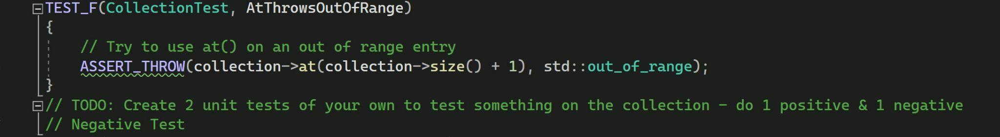 TEST_F(CollectionTest, AtThrowsOutOfRange)
{
// Try to use at() on an out of range entry
ASSERT_THROW(collection->at(collection->size() + 1), std::out_of_range);
}
// TODO: Create 2 unit tests of your own to test something on the collection - do 1 positive & 1 negative
// Negative Test